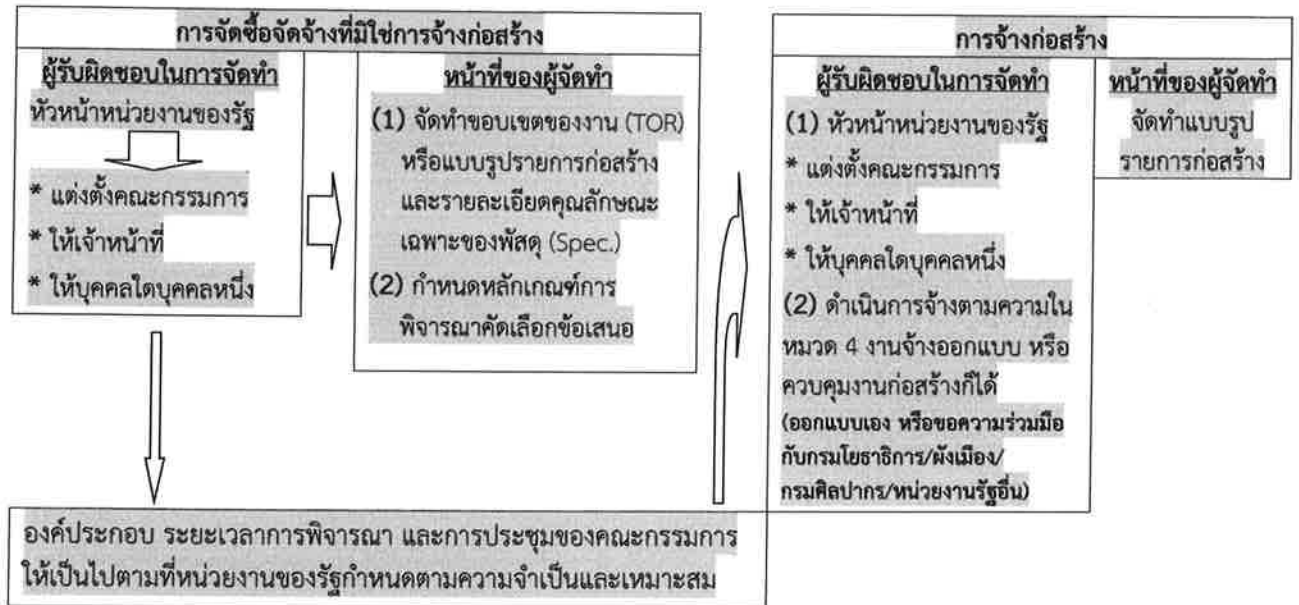 การจัดซื้อจัดจ้างที่มิใช่การจ้างก่อสร้าง
ผู้รับผิดชอบในการจัดทำ
หัวหน้าหน่วยงานของรัฐ
* แต่งตั้งคณะกรรมการ
* ให้เจ้าหน้าที่
* ให้บุคคลใดบุคคลหนึ่ง
หน้าที่ของผู้จัดทำ
(1) จัดทำขอบเขตของงาน (TOR)
หรือแบบรูปรายการก่อสร้าง
และรายละเอียดคุณลักษณะ
เฉพาะของพัสดุ (Spec.)
(2) กำหนดหลักเกณฑ์การ
พิจารณาคัดเลือกข้อเสนอ
การจ้างก่อสร้าง
ผู้รับผิดชอบในการจัดทำ
(1) หัวหน้าหน่วยงานของรัฐ
* แต่งตั้งคณะกรรมการ
* ให้เจ้าหน้าที่
* ให้บุคคลใดบุคคลหนึ่ง
(2) ดำเนินการจ้างตามความใน
หมวด 4 งานจ้างออกแบบ หรือ
ควบคุมงานก่อสร้างก็ได้
(ออกแบบเอง หรือขอความร่วมมือ
กับกรมโยธาธิการ/ผังเมือง/
กรมศิลปากร/หน่วยงานรัฐอื่น)
หน้าที่ของผู้จัดทำ
จัดทำแบบรูป
รายการก่อสร้าง
องค์ประกอบ ระยะเวลาการพิจารณา และการประชุมของคณะกรรมการ
ให้เป็นไปตามที่หน่วยงานของรัฐกำหนดตามความจำเป็นและเหมาะสม